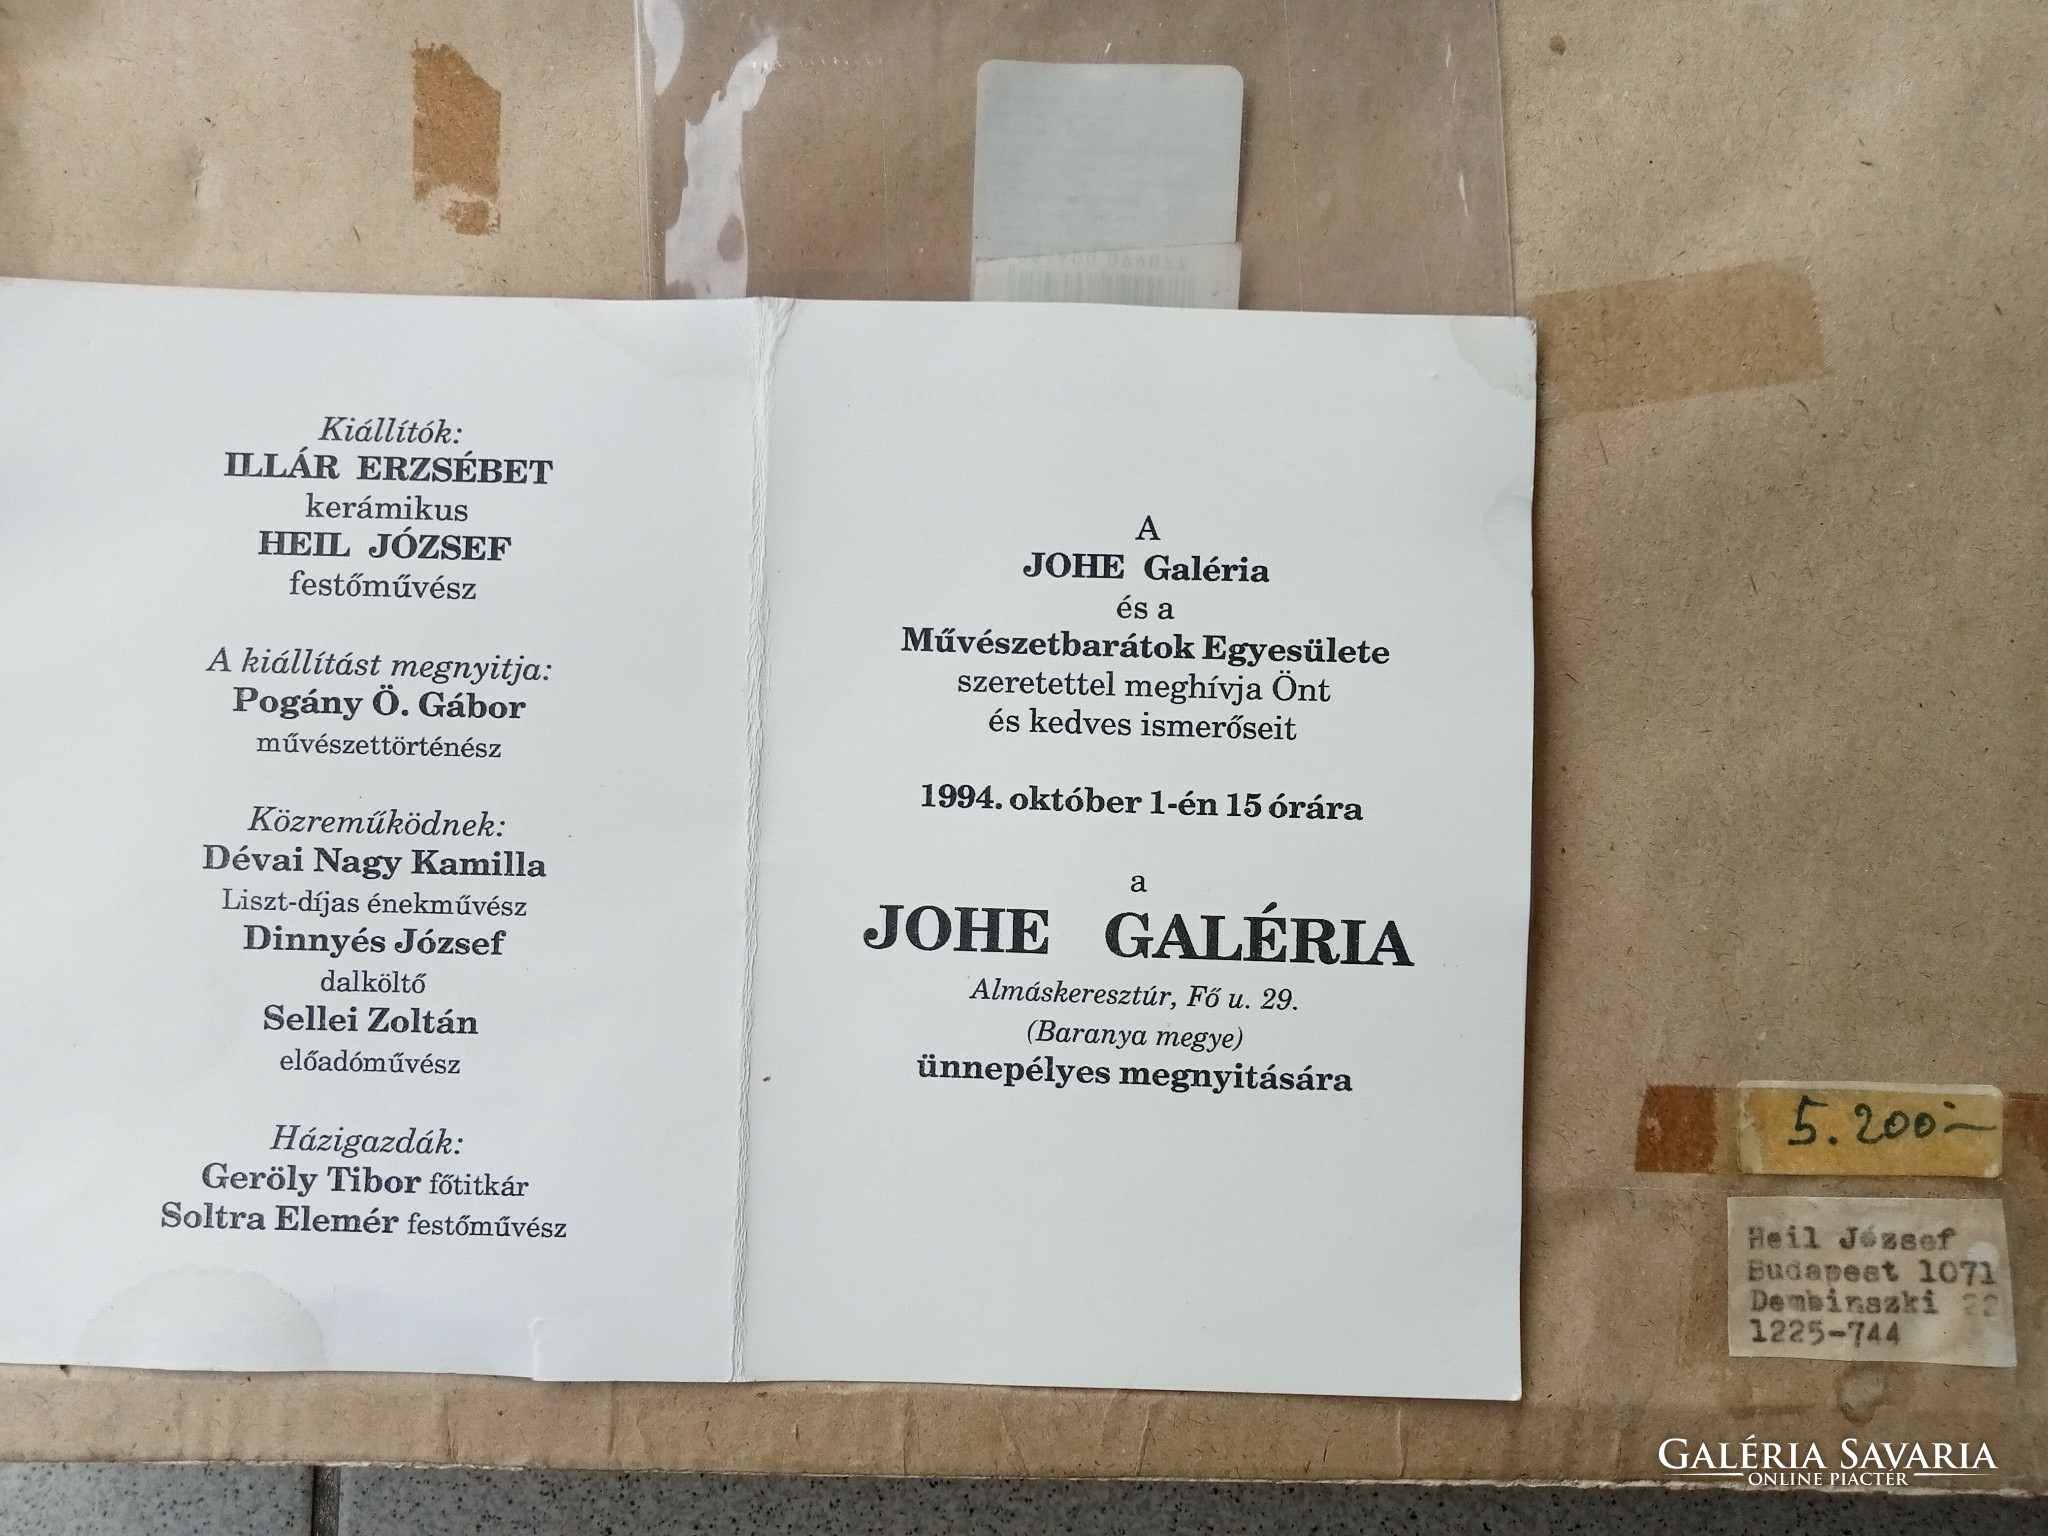 Kiállítók:
ILLÁR ERZSÉBET
kerámikus
HEIL JÓZSEF
festőművész
A kiállítást megnyitja:
Pogány Ö. Gábor
művészettörténész
Közreműködnek:
Dévai Nagy Kamilla
Liszt-díjas énekművész
Dinnyés József
dalköltő
Sellei Zoltán
előadóművész
Házigazdák:
Geröly Tibor főtitkár
Soltra Elemér festőművész
A
JOHE Galéria
és a
Művészetbarátok Egyesülete
szeretettel meghívja Önt
és kedves ismerőseit
1994. október 1-én 15 órára
a
JOHE GALÉRIA
Almáskeresztúr, Fő u. 29.
(Baranya megye)
ünnepélyes megnyitására
5.200.-
Heil József
Budapest 1071
Dembinszki 22
1225-744
GALÉRIA SAVARIA
ONLINE PIACTÉR